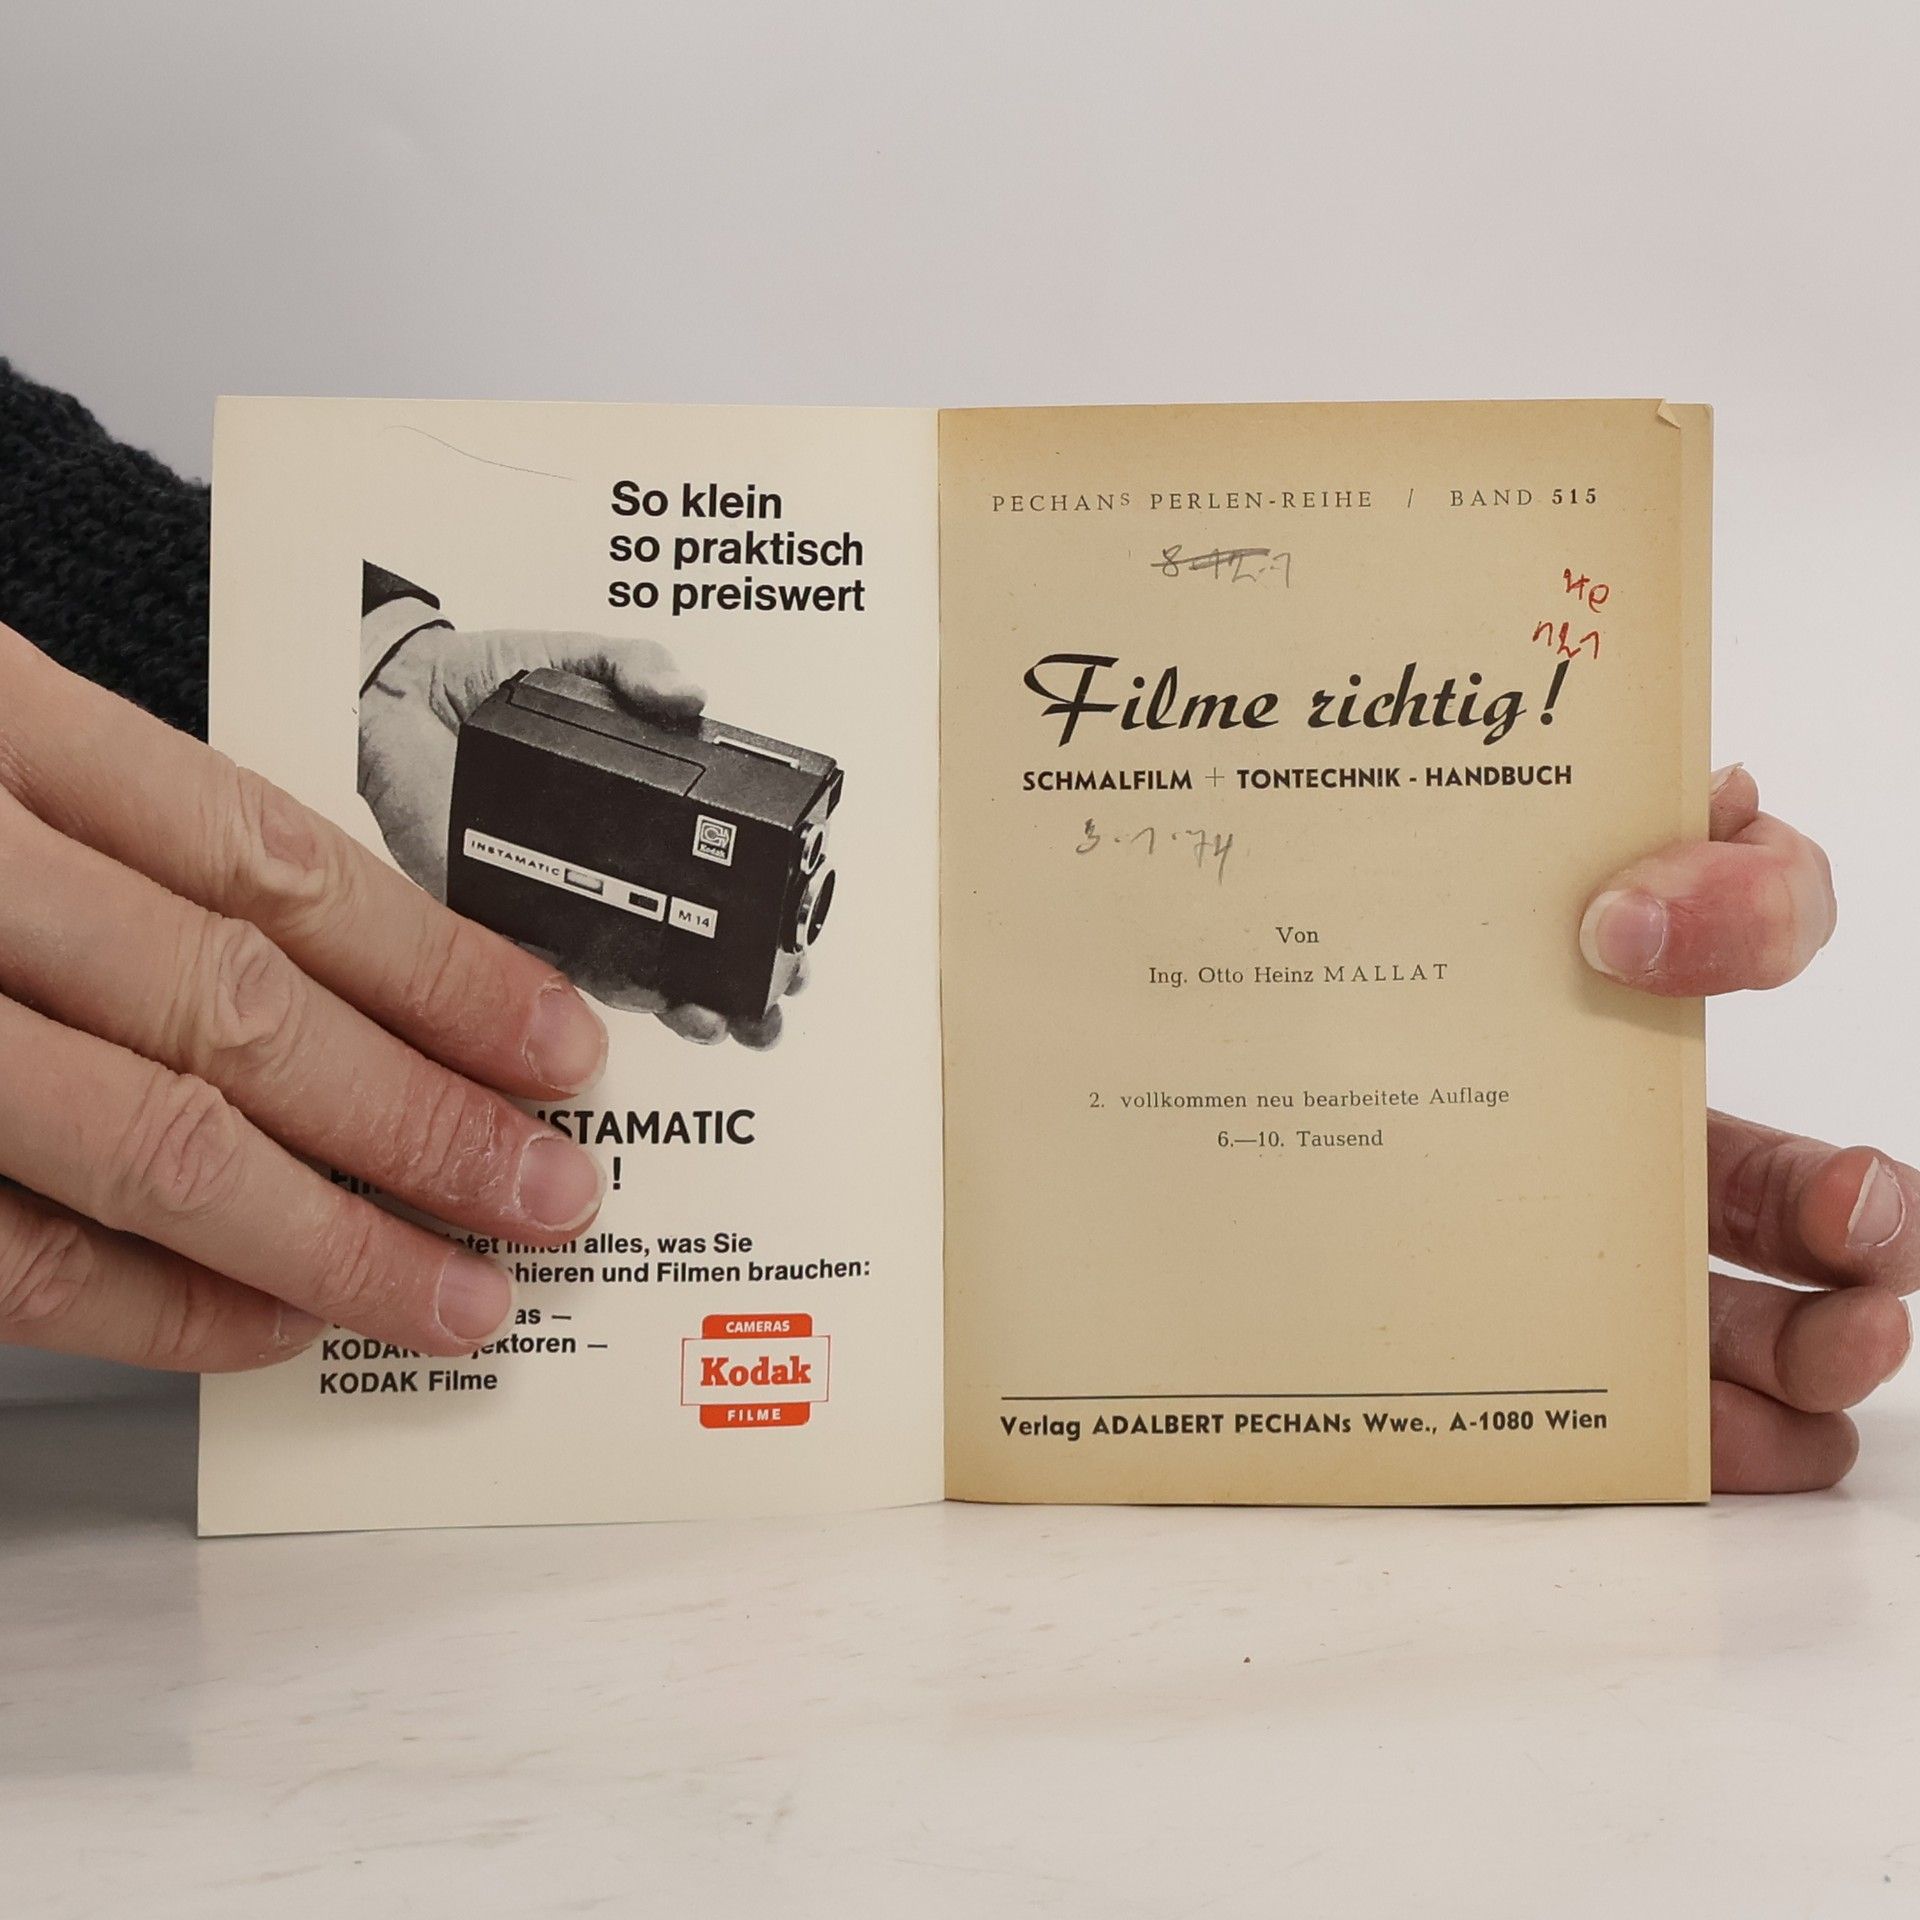 So klein
so praktisch
so preiswert
INSTAMATIC
M 14
Kodak
STAMATIC
!
alles, was Sie
hieren und Filmen brauchen:
as —
KODAK ektoren —
KODAK Filme
CAMERAS
Kodak
FILME
PECHANS PERLEN-REIHE / BAND 515
Filme richtig!
SCHMALFILM + TONTECHNIK - HANDBUCH
3.1.74
Von
Ing. Otto Heinz MALLAT
2. vollkommen neu bearbeitete Auflage
6.—10. Tausend
Verlag ADALBERT PECHANs Wwe., A-1080 Wien